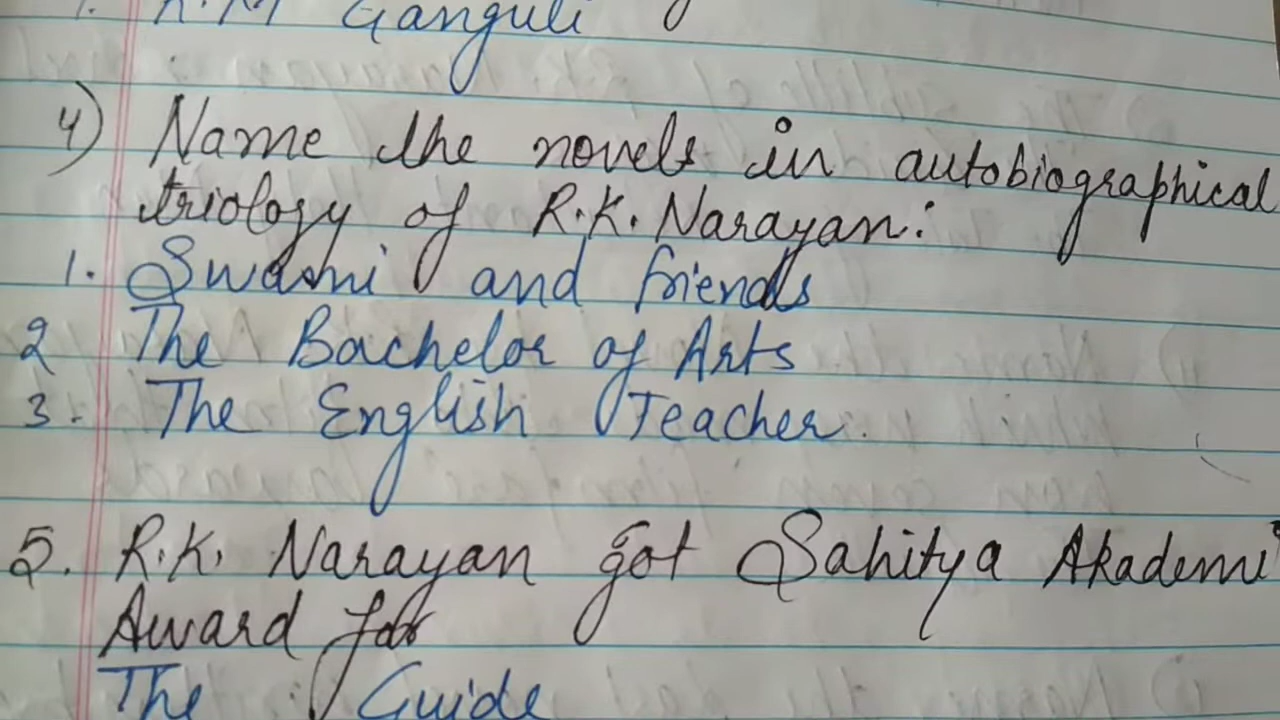 Ganguli
4) Name the novels in autobiographical
triology of R.K. Narayan:
1. Swami and friends
2 The Bachelor of Arts
3. The English Teacher.
5. R.K. Narayan got Sahitya Akademi
Award for
The Guide